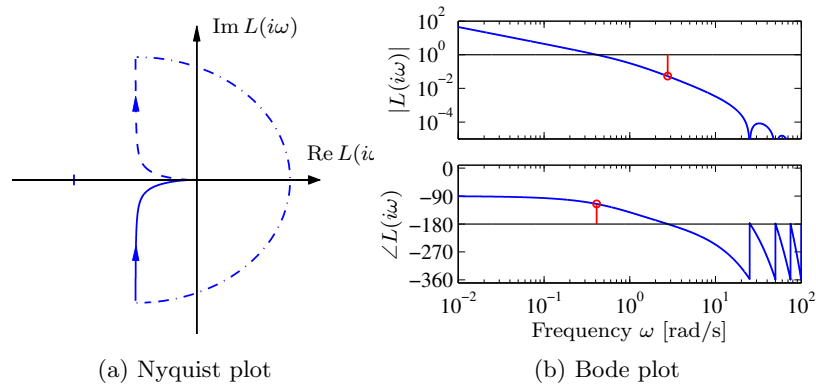 Im L(iω)
Re L(iω
(a) Nyquist plot
|L(iω)|
10^2
10^0
10^−2
10^−4
∠L(iω)
0
−90
−180
−270
−360
10^−2 10^−1 10^0 10^1 10^2
Frequency ω [rad/s]
(b) Bode plot